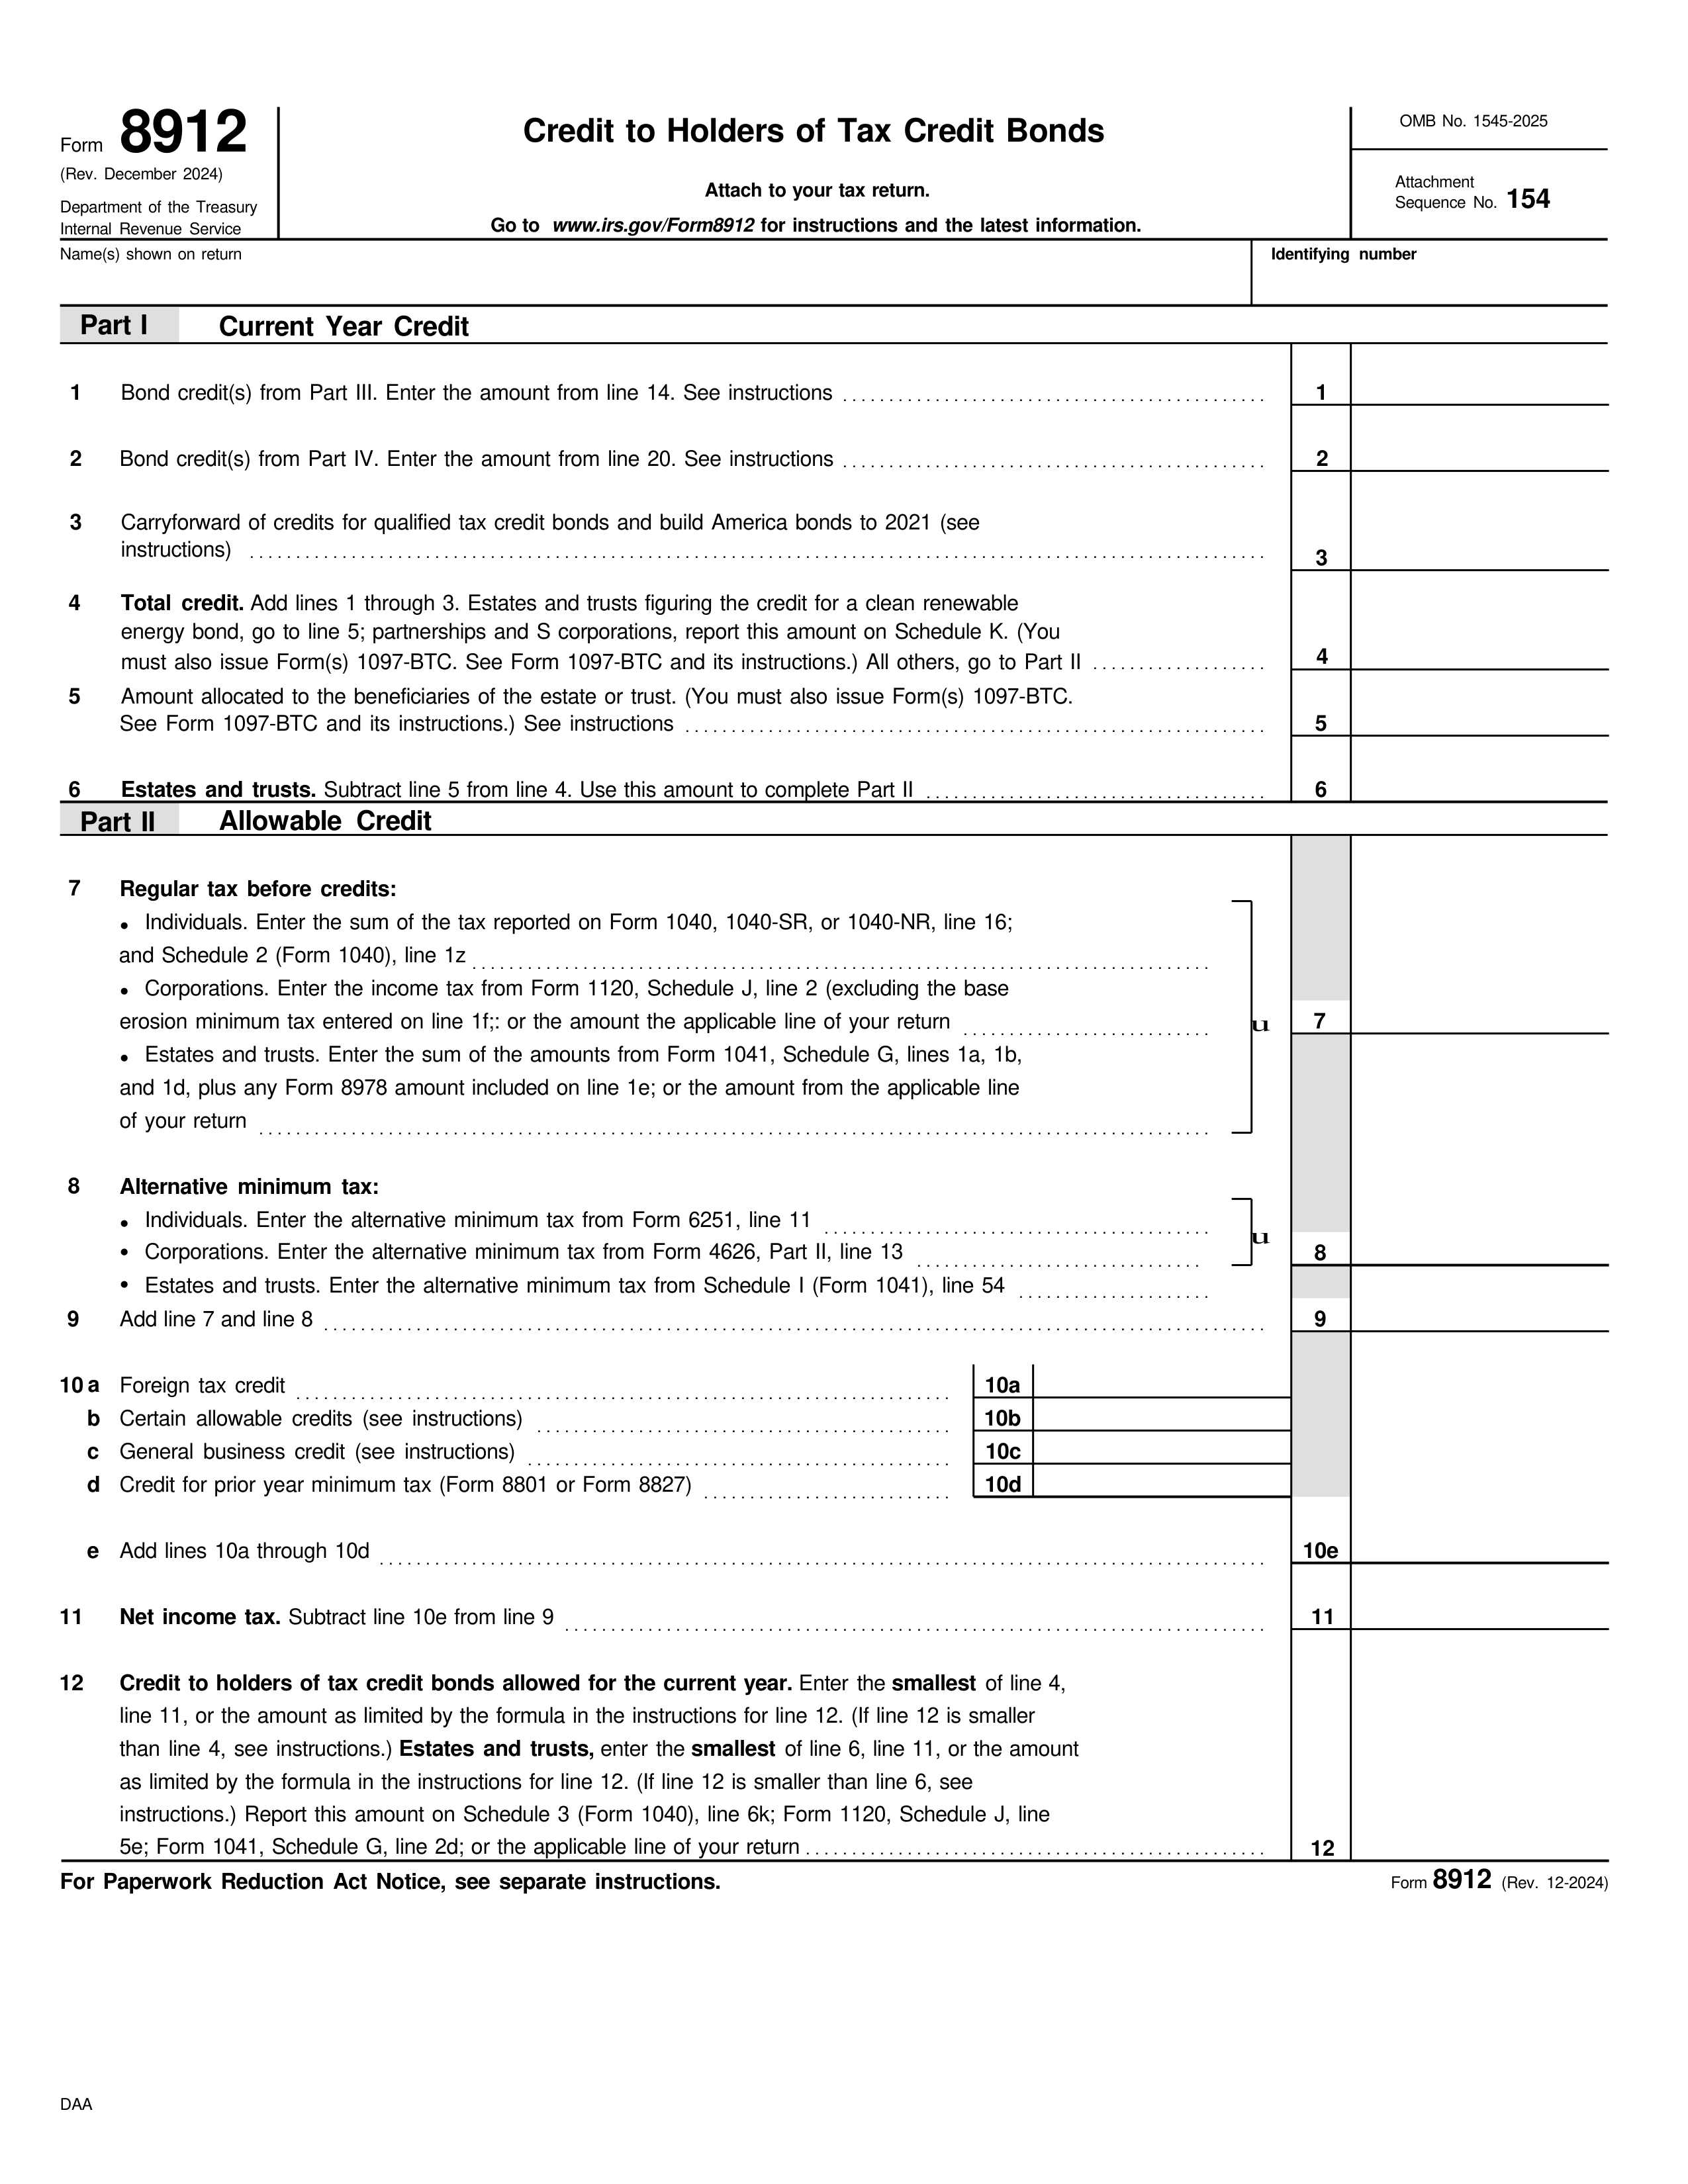 Form 8912
(Rev. December 2024)
Department of the Treasury
Internal Revenue Service
Credit to Holders of Tax Credit Bonds
Attach to your tax return.
Go to www.irs.gov/Form8912 for instructions and the latest information.
OMB No. 1545-2025
Attachment
Sequence No. 154
Name(s) shown on return
Identifying number
Part I Current Year Credit
1 Bond credit(s) from Part III. Enter the amount from line 14. See instructions 1
2 Bond credit(s) from Part IV. Enter the amount from line 20. See instructions 2
3 Carryforward of credits for qualified tax credit bonds and build America bonds to 2021 (see
instructions) 3
4 Total credit. Add lines 1 through 3. Estates and trusts figuring the credit for a clean renewable
energy bond, go to line 5; partnerships and S corporations, report this amount on Schedule K. (You
must also issue Form(s) 1097-BTC. See Form 1097-BTC and its instructions.) All others, go to Part II 4
5 Amount allocated to the beneficiaries of the estate or trust. (You must also issue Form(s) 1097-BTC.
See Form 1097-BTC and its instructions.) See instructions 5
6 Estates and trusts. Subtract line 5 from line 4. Use this amount to complete Part II 6
Part II Allowable Credit
7 Regular tax before credits:
• Individuals. Enter the sum of the tax reported on Form 1040, 1040-SR, or 1040-NR, line 16;
and Schedule 2 (Form 1040), line 1z
• Corporations. Enter the income tax from Form 1120, Schedule J, line 2 (excluding the base
erosion minimum tax entered on line 1f;: or the amount the applicable line of your return u 7
• Estates and trusts. Enter the sum of the amounts from Form 1041, Schedule G, lines 1a, 1b,
and 1d, plus any Form 8978 amount included on line 1e; or the amount from the applicable line
of your return
8 Alternative minimum tax:
• Individuals. Enter the alternative minimum tax from Form 6251, line 11
u
• Corporations. Enter the alternative minimum tax from Form 4626, Part II, line 13 8
• Estates and trusts. Enter the alternative minimum tax from Schedule I (Form 1041), line 54
9 Add line 7 and line 8 9
10 a Foreign tax credit 10a
b Certain allowable credits (see instructions) 10b
c General business credit (see instructions) 10c
d Credit for prior year minimum tax (Form 8801 or Form 8827) 10d
e Add lines 10a through 10d 10e
11 Net income tax. Subtract line 10e from line 9 11
12 Credit to holders of tax credit bonds allowed for the current year. Enter the smallest of line 4,
line 11, or the amount as limited by the formula in the instructions for line 12. (If line 12 is smaller
than line 4, see instructions.) Estates and trusts, enter the smallest of line 6, line 11, or the amount
as limited by the formula in the instructions for line 12. (If line 12 is smaller than line 6, see
instructions.) Report this amount on Schedule 3 (Form 1040), line 6k; Form 1120, Schedule J, line
5e; Form 1041, Schedule G, line 2d; or the applicable line of your return 12
For Paperwork Reduction Act Notice, see separate instructions.
Form 8912 (Rev. 12-2024)
DAA